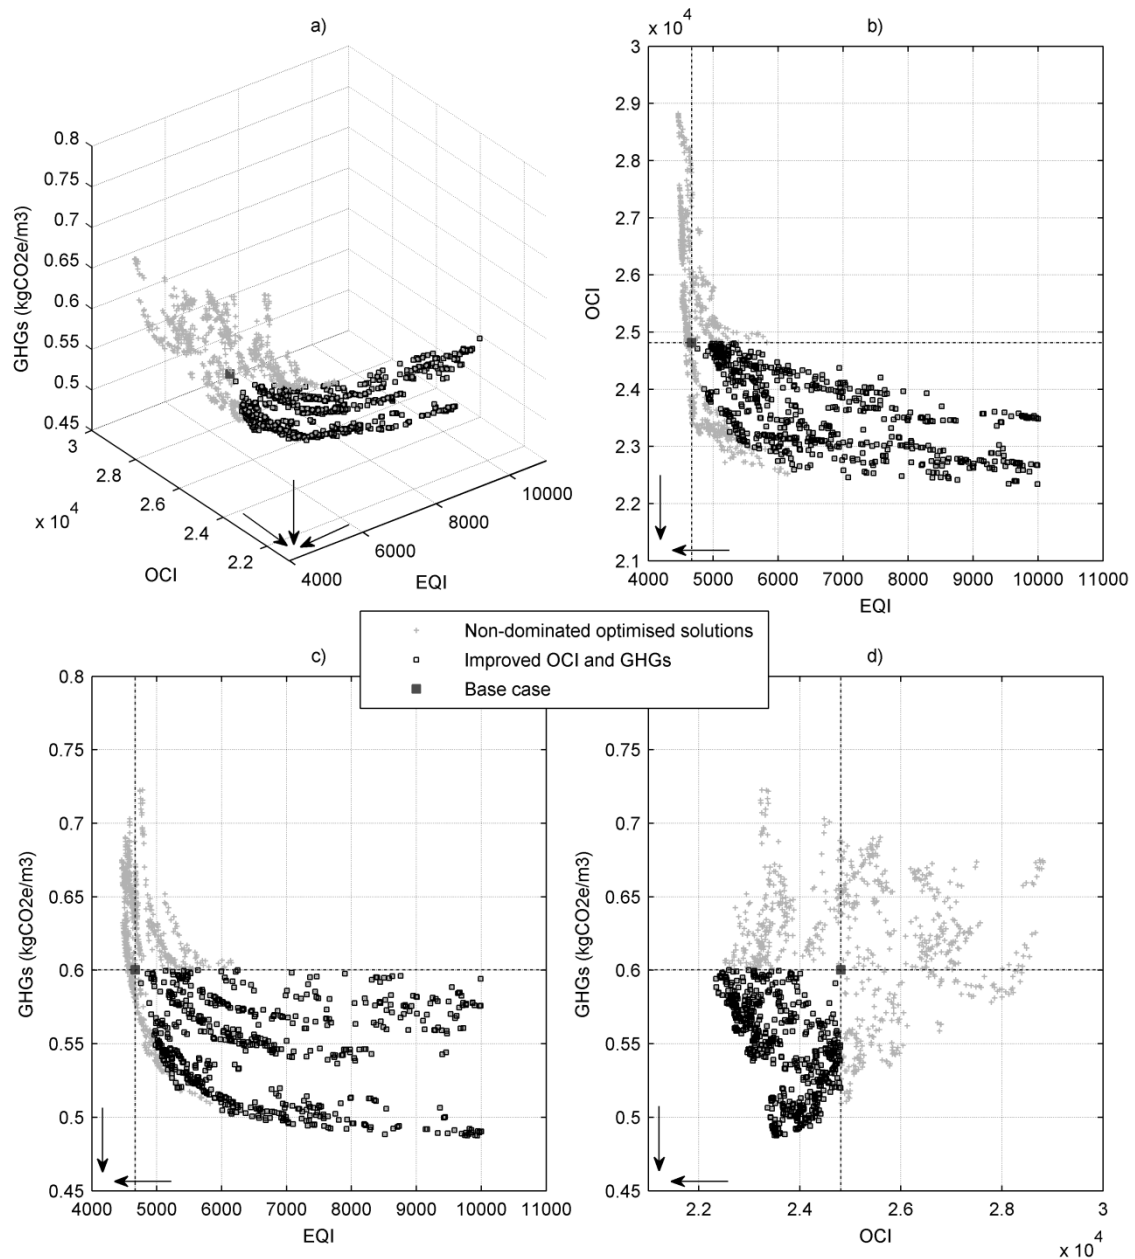 a)
0.8
0.75
0.7
0.65
0.6
0.55
0.5
0.45
GHGs (kgCO2e/m3)
3
2.8
2.6
2.4
2.2
x 10^4
OCI
4000
6000
8000
10000
EQI
b)
x 10^4
3
2.9
2.8
2.7
2.6
2.5
2.4
2.3
2.2
2.1
OCI
4000 5000 6000 7000 8000 9000 10000 11000
EQI
Non-dominated optimised solutions
Improved OCI and GHGs
Base case
c)
0.8
0.75
0.7
0.65
0.6
0.55
0.5
0.45
GHGs (kgCO2e/m3)
4000 5000 6000 7000 8000 9000 10000 11000
EQI
d)
0.75
0.7
0.65
0.6
0.55
0.5
0.45
GHGs (kgCO2e/m3)
2.2 2.4 2.6 2.8 3
OCI
x 10^4